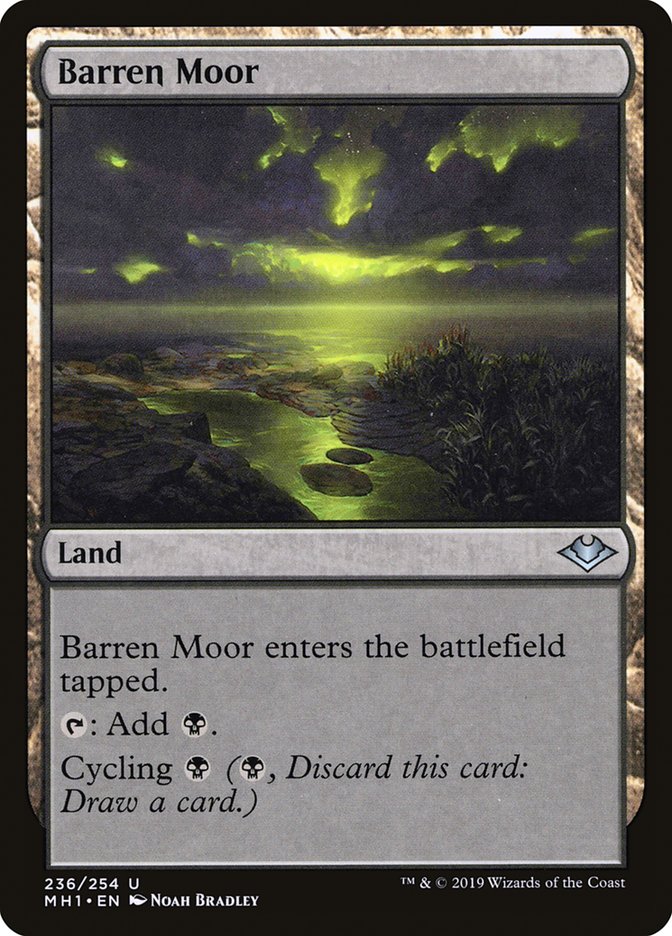 Barren Moor
Land
Barren Moor enters the battlefield
tapped.
: Add .
Cycling (, Discard this card:
Draw a card.)
236/254 U
MH1 • EN Noah Bradley
™ & © 2019 Wizards of the Coast